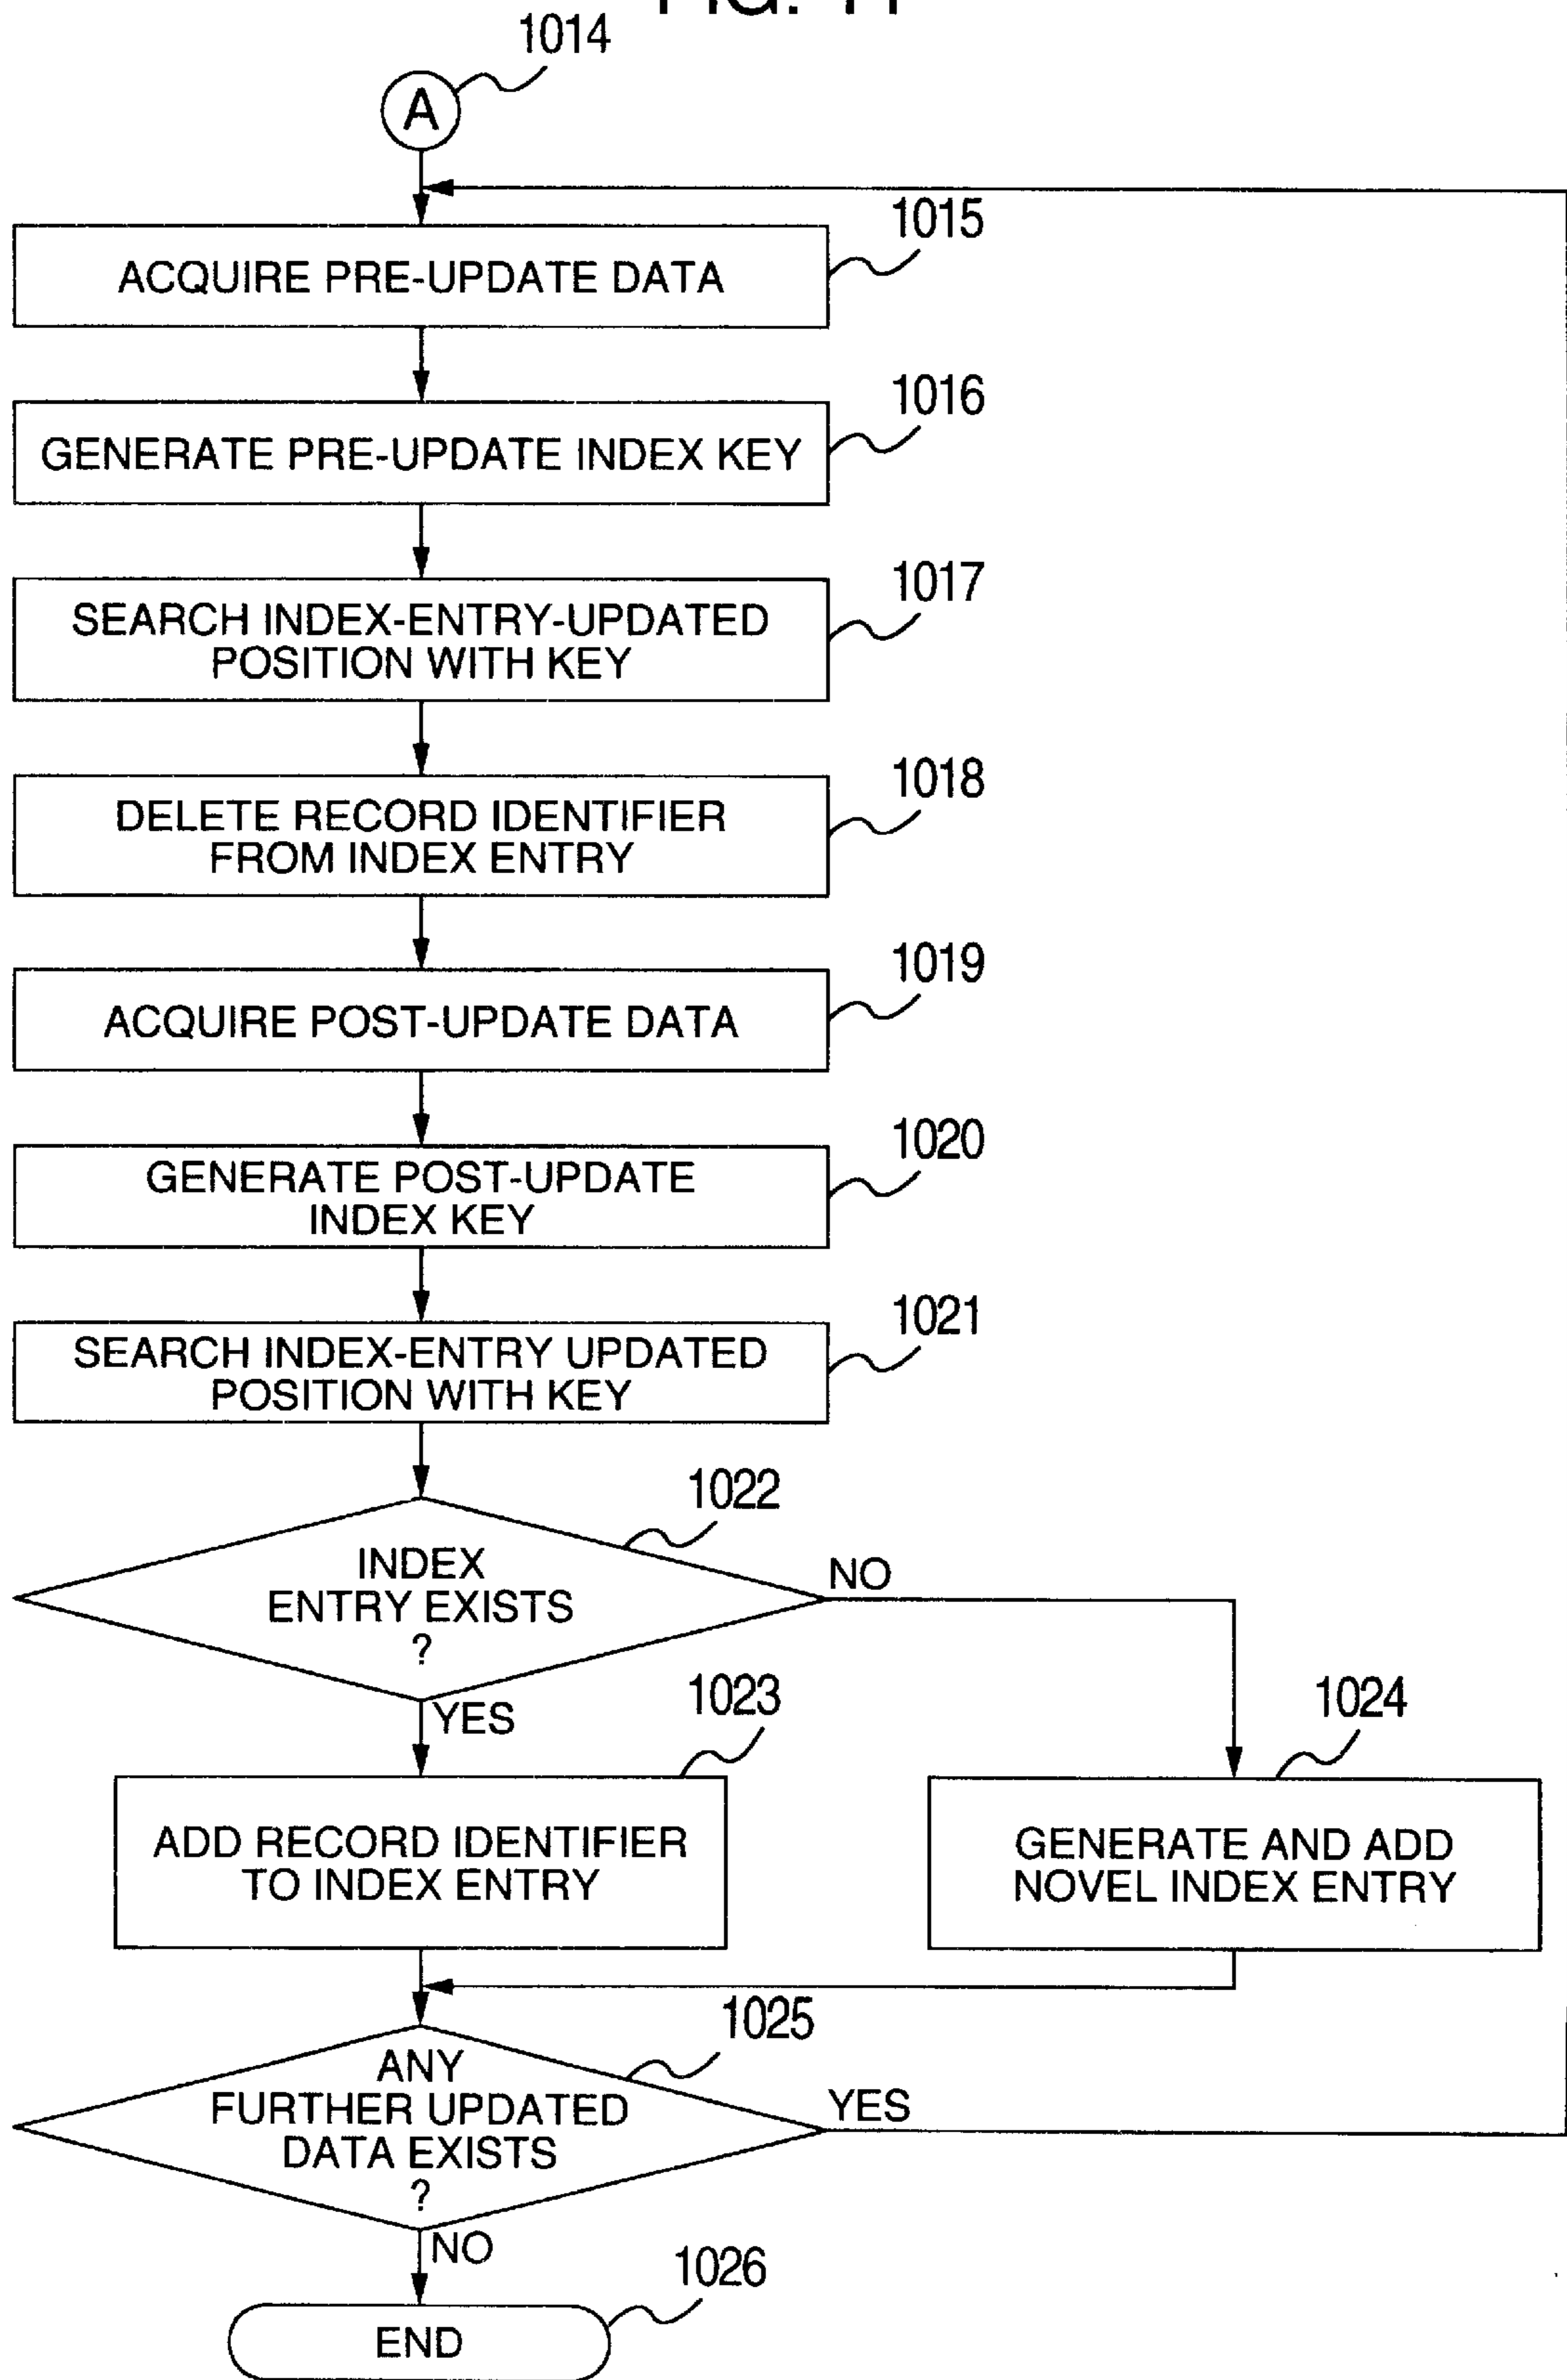 1014
A
1015
ACQUIRE PRE-UPDATE DATA
1016
GENERATE PRE-UPDATE INDEX KEY
1017
SEARCH INDEX-ENTRY-UPDATED
POSITION WITH KEY
1018
DELETE RECORD IDENTIFIER
FROM INDEX ENTRY
1019
ACQUIRE POST-UPDATE DATA
1020
GENERATE POST-UPDATE
INDEX KEY
1021
SEARCH INDEX-ENTRY UPDATED
POSITION WITH KEY
1022
INDEX
ENTRY EXISTS
?
NO
YES
1023
ADD RECORD IDENTIFIER
TO INDEX ENTRY
1024
GENERATE AND ADD
NOVEL INDEX ENTRY
1025
ANY
FURTHER UPDATED
DATA EXISTS
?
YES
NO
1026
END